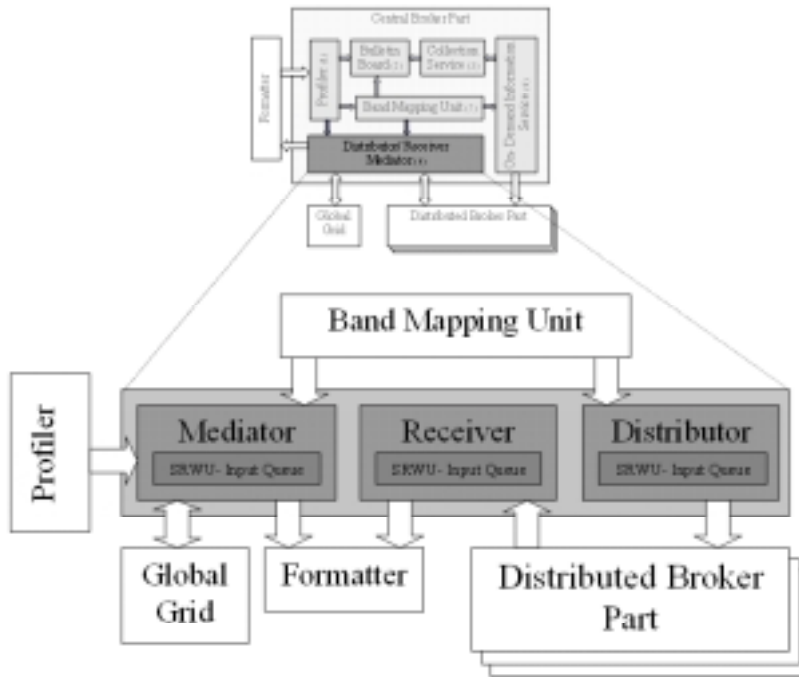 Central Broker Part
Formatter
Profiler
Bulletin
Board
Collection
Service
On-Demand Information
Service
Band Mapping Unit
Distributor/Receiver
Mediator
Global
Grid
Distributed Broker Part
Band Mapping Unit
Profiler
Mediator
SRWU- Input Queue
Receiver
SRWU- Input Queue
Distributor
SRWU- Input Queue
Global
Grid
Formatter
Distributed Broker
Part